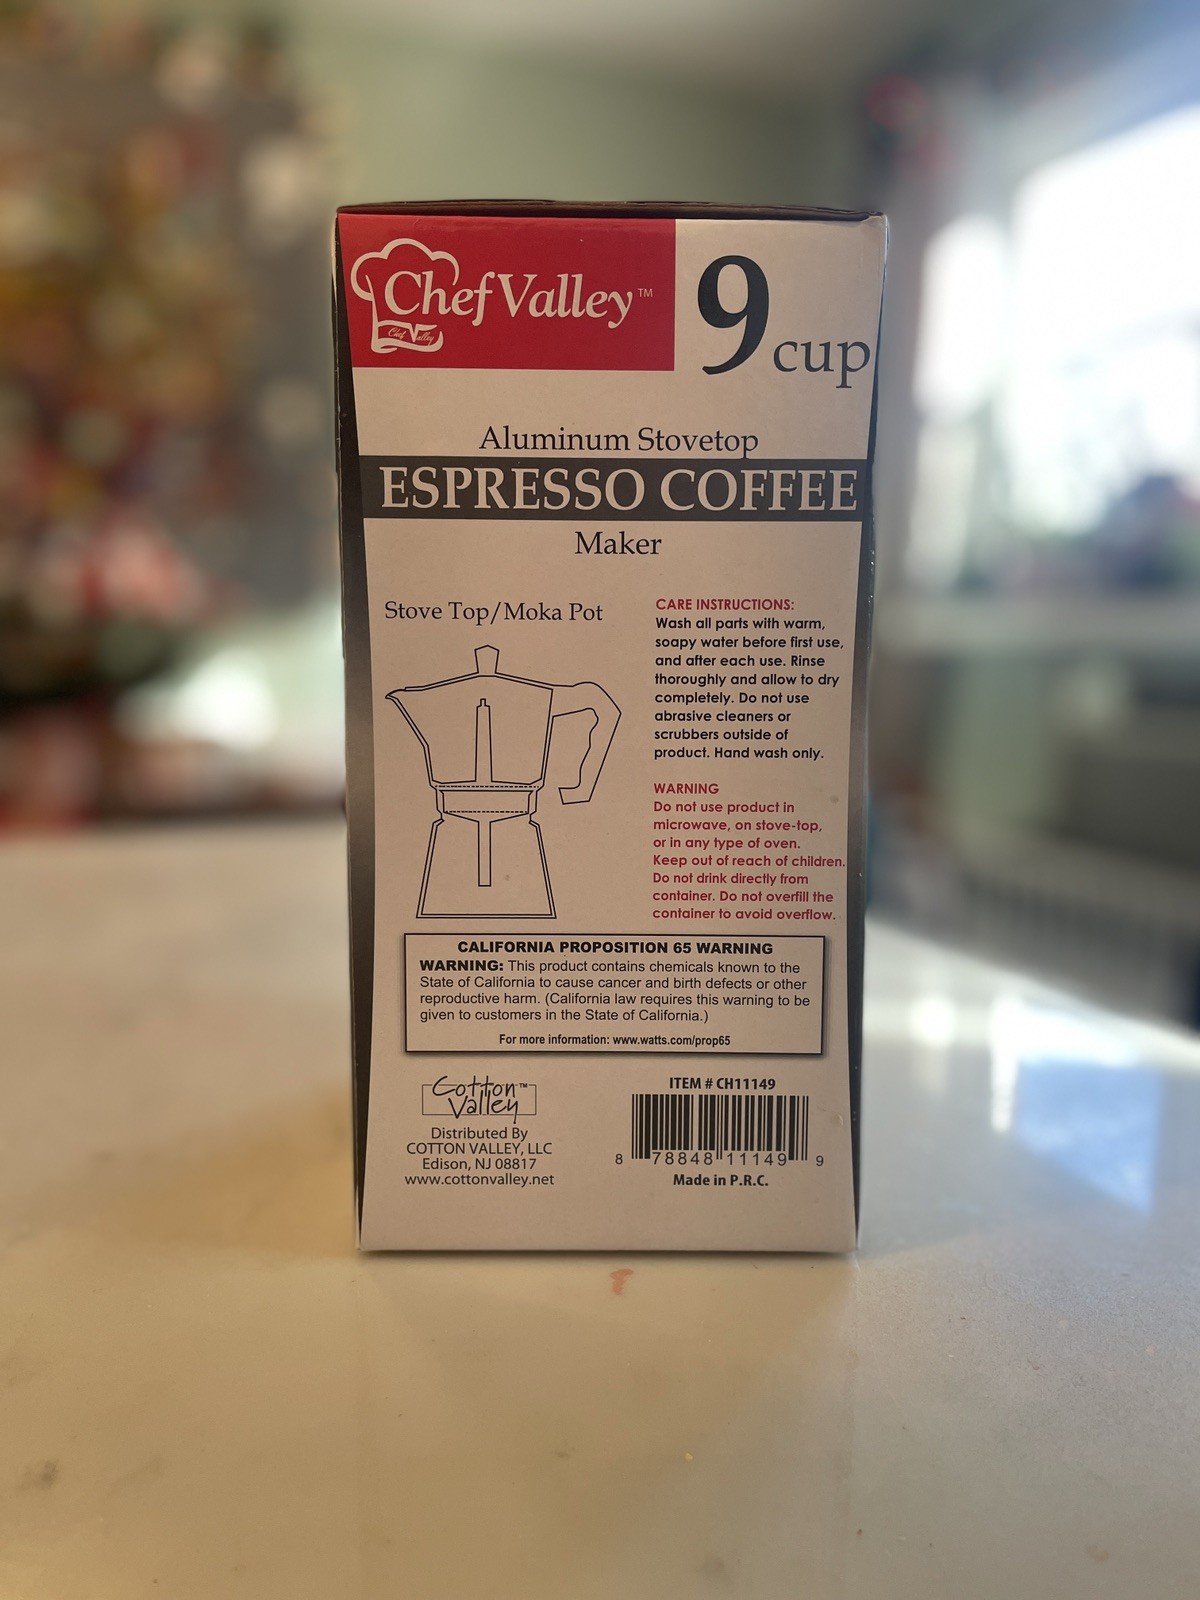 Chef Valley™
Chef Valley
9 cup
Aluminum Stovetop
ESPRESSO COFFEE
Maker
Stove Top/Moka Pot
CARE INSTRUCTIONS:
Wash all parts with warm,
soapy water before first use,
and after each use. Rinse
thoroughly and allow to dry
completely. Do not use
abrasive cleaners or
scrubbers outside of
product. Hand wash only.
WARNING
Do not use product in
microwave, on stove-top,
or in any type of oven.
Keep out of reach of children.
Do not drink directly from
container. Do not overfill the
container to avoid overflow.
CALIFORNIA PROPOSITION 65 WARNING
WARNING: This product contains chemicals known to the
State of California to cause cancer and birth defects or other
reproductive harm. (California law requires this warning to be
given to customers in the State of California.)
For more information: www.watts.com/prop65
Cotton™
Valley
Distributed By
COTTON VALLEY, LLC
Edison, NJ 08817
www.cottonvalley.net
ITEM # CH11149
8 78848 11149 9
Made in P.R.C.